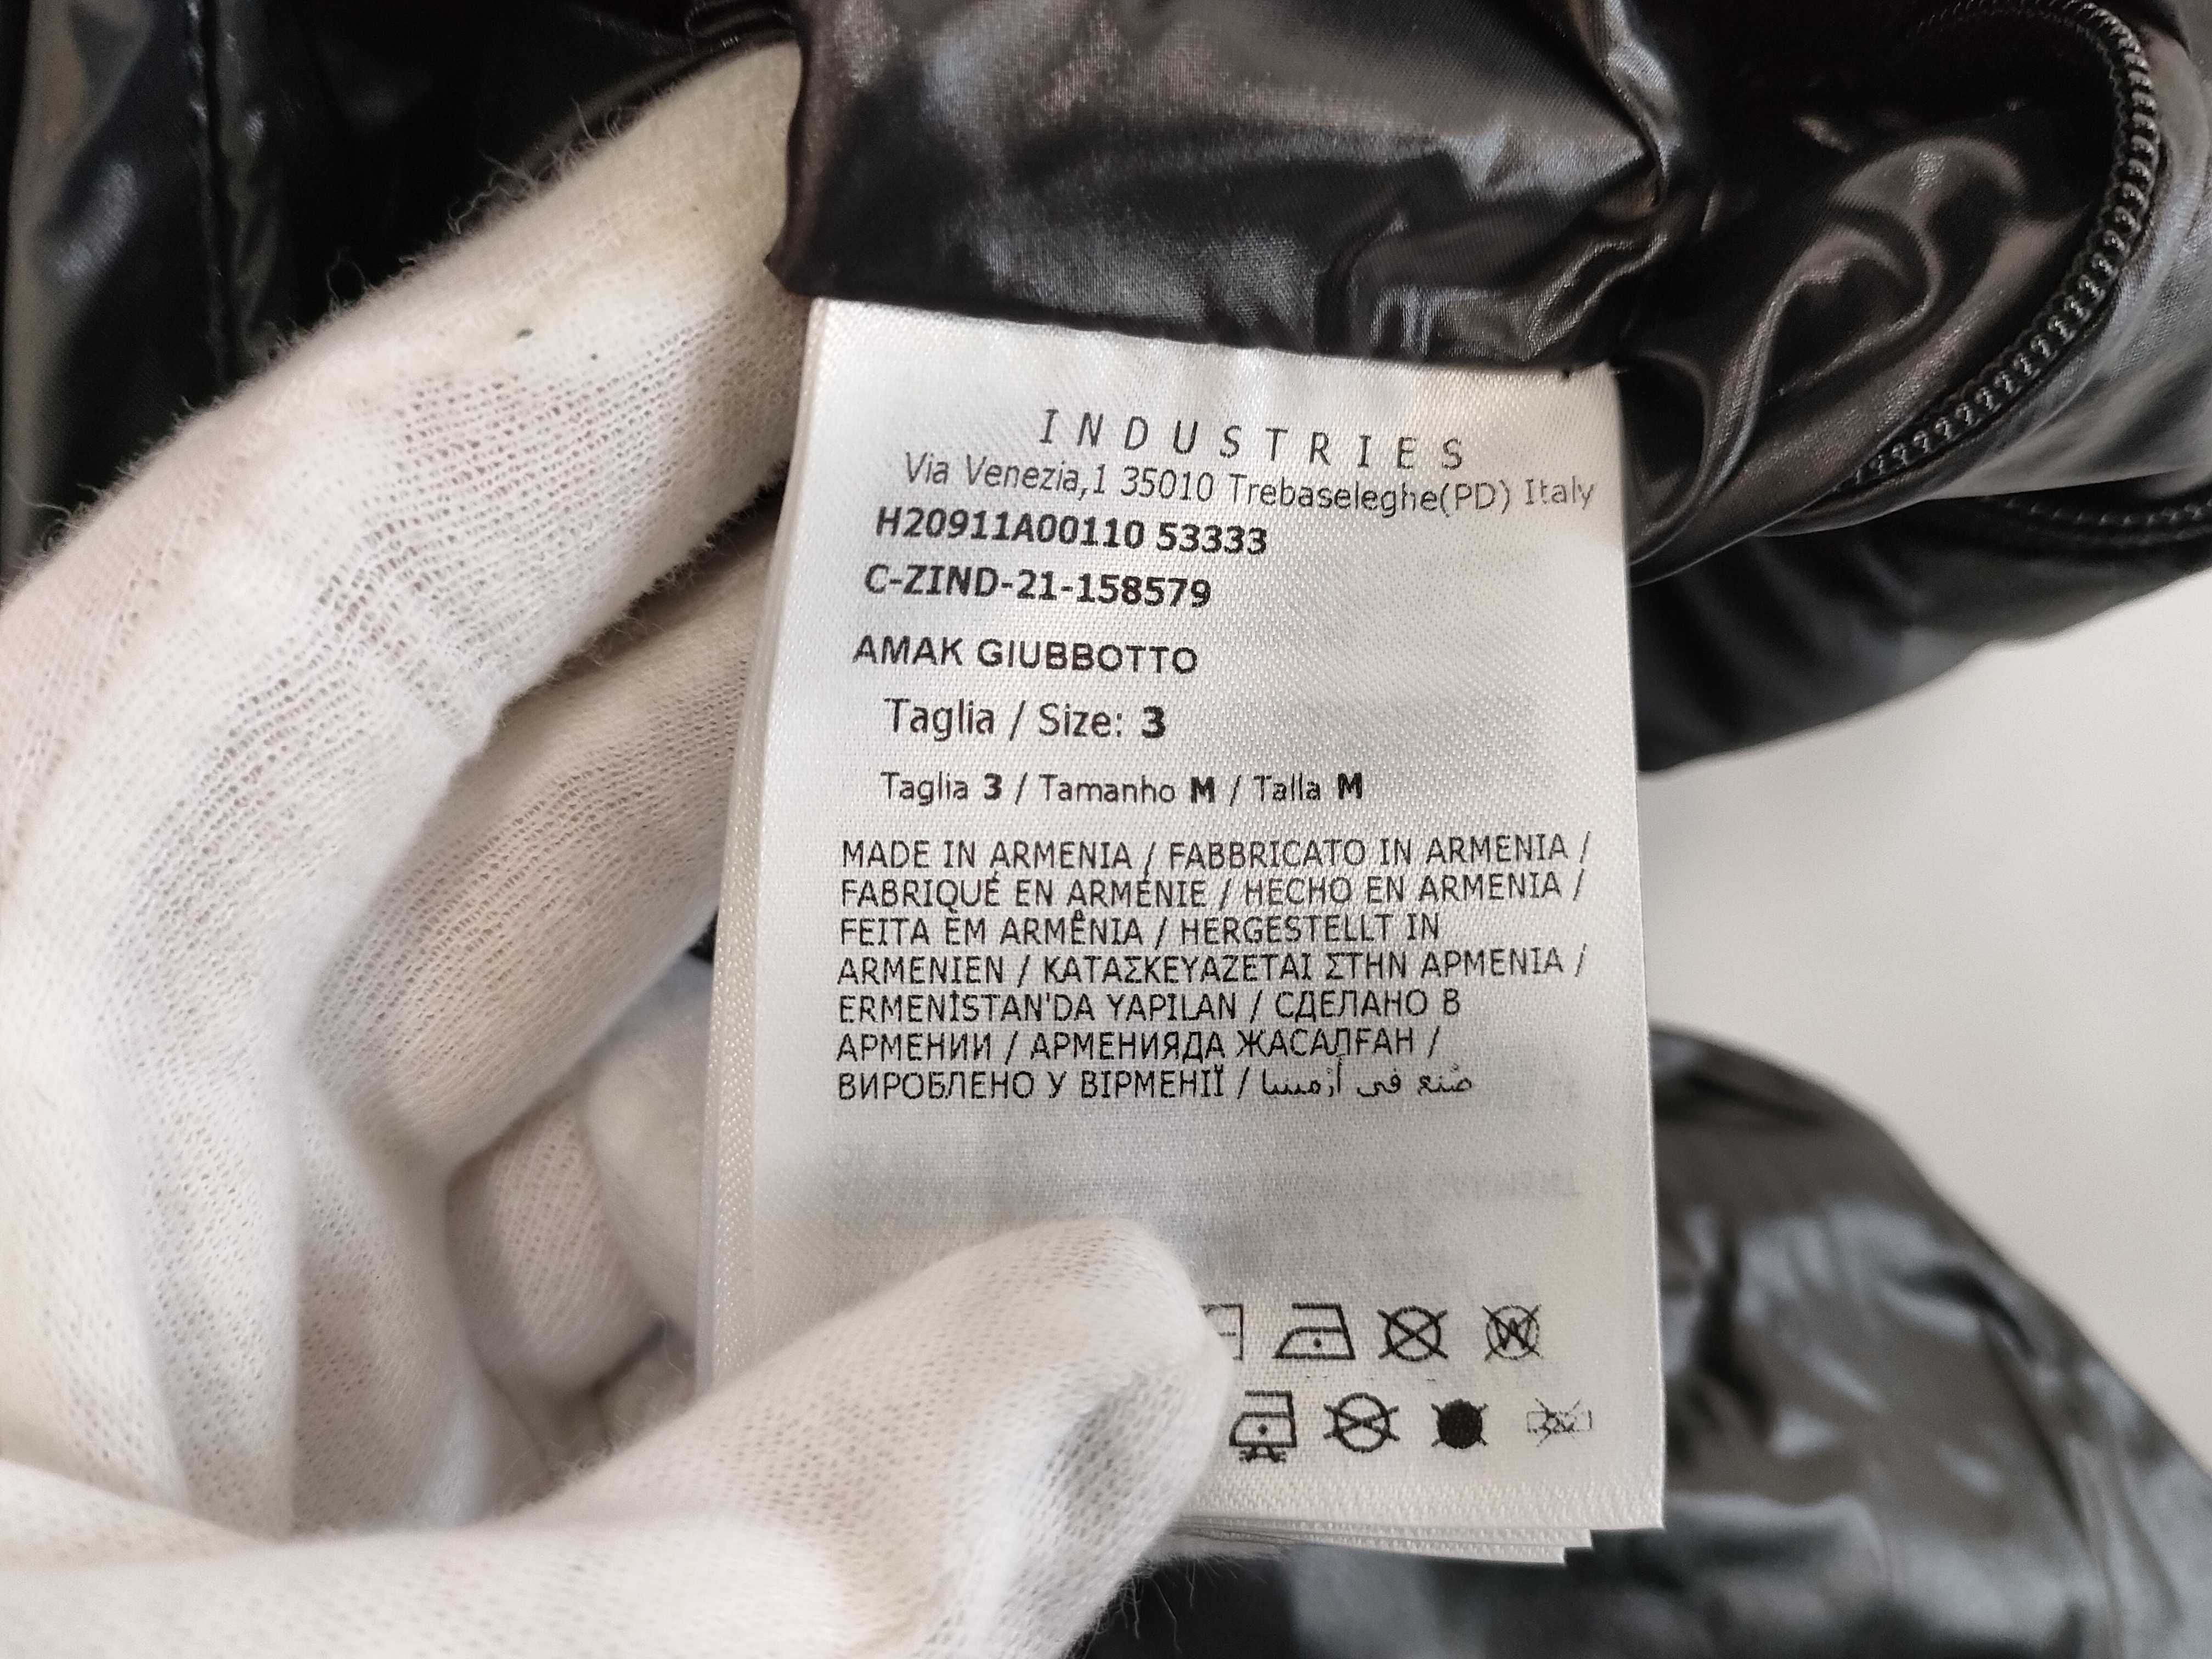 INDUSTRIES
Via Venezia,1 35010 Trebaseleghe(PD) Italy
H20911A00110 53333
C-ZIND-21-158579
AMAK GIUBBOTTO
Taglia / Size: 3
Taglia 3 / Tamanho M / Talla M
MADE IN ARMENIA / FABBRICATO IN ARMENIA /
FABRIQUÉ EN ARMÉNIE / HECHO EN ARMENIA /
FEITA EM ARMÊNIA / HERGESTELLT IN
ARMENIEN / ΚΑΤΑΣΚΕΥΑΖΕΤΑΙ ΣΤΗΝ ΑΡΜΕΝΙΑ /
ERMENİSTAN'DA YAPILAN / СДЕЛАНО В
АРМЕНИИ / АРМЕНИЯДА ЖАСАЛҒАН /
ВИРОБЛЕНО У ВІРМЕНІЇ / صُنع في أرمينيا